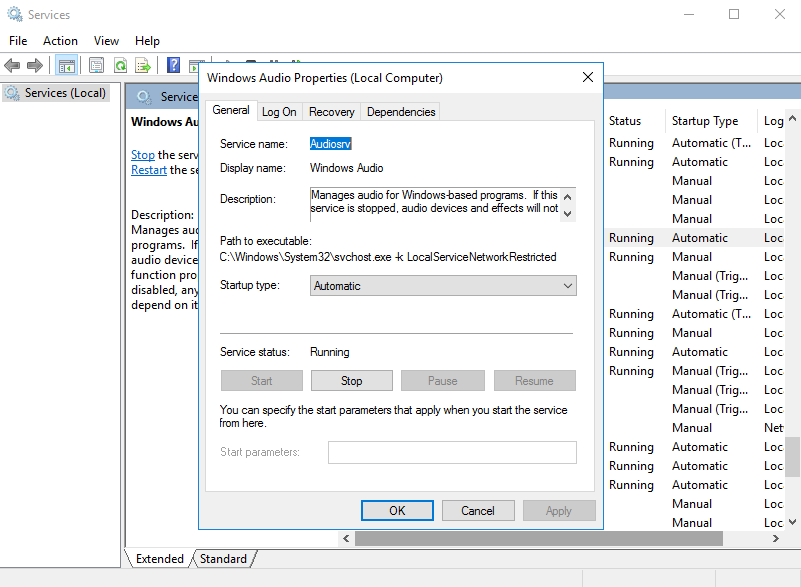 Services
File Action View Help
Services (Local)
Service
Windows Au
Stop the serv
Restart the se
Description:
Manages aud
programs. If
audio device
function pro
disabled, any
depend on it
Windows Audio Properties (Local Computer)
General Log On Recovery Dependencies
Service name: Audiosrv
Display name: Windows Audio
Description: Manages audio for Windows-based programs. If this
service is stopped, audio devices and effects will not
Path to executable:
C:\Windows\System32\svchost.exe -k LocalServiceNetworkRestricted
Startup type: Automatic
Service status: Running
Start Stop Pause Resume
You can specify the start parameters that apply when you start the service
from here.
Start parameters:
OK Cancel Apply
Status Startup Type Log
Running Automatic (T... Loc
Running Automatic Loc
Manual Loc
Manual Loc
Manual Loc
Running Automatic Loc
Running Manual Loc
Manual (Trig... Loc
Manual (Trig... Loc
Running Automatic (T... Loc
Running Manual Loc
Running Automatic Loc
Running Manual (Trig... Loc
Manual (Trig... Loc
Manual (Trig... Loc
Manual Net
Running Automatic Loc
Running Automatic Loc
Running Automatic Loc
Manual Loc
Manual Loc
Extended Standard